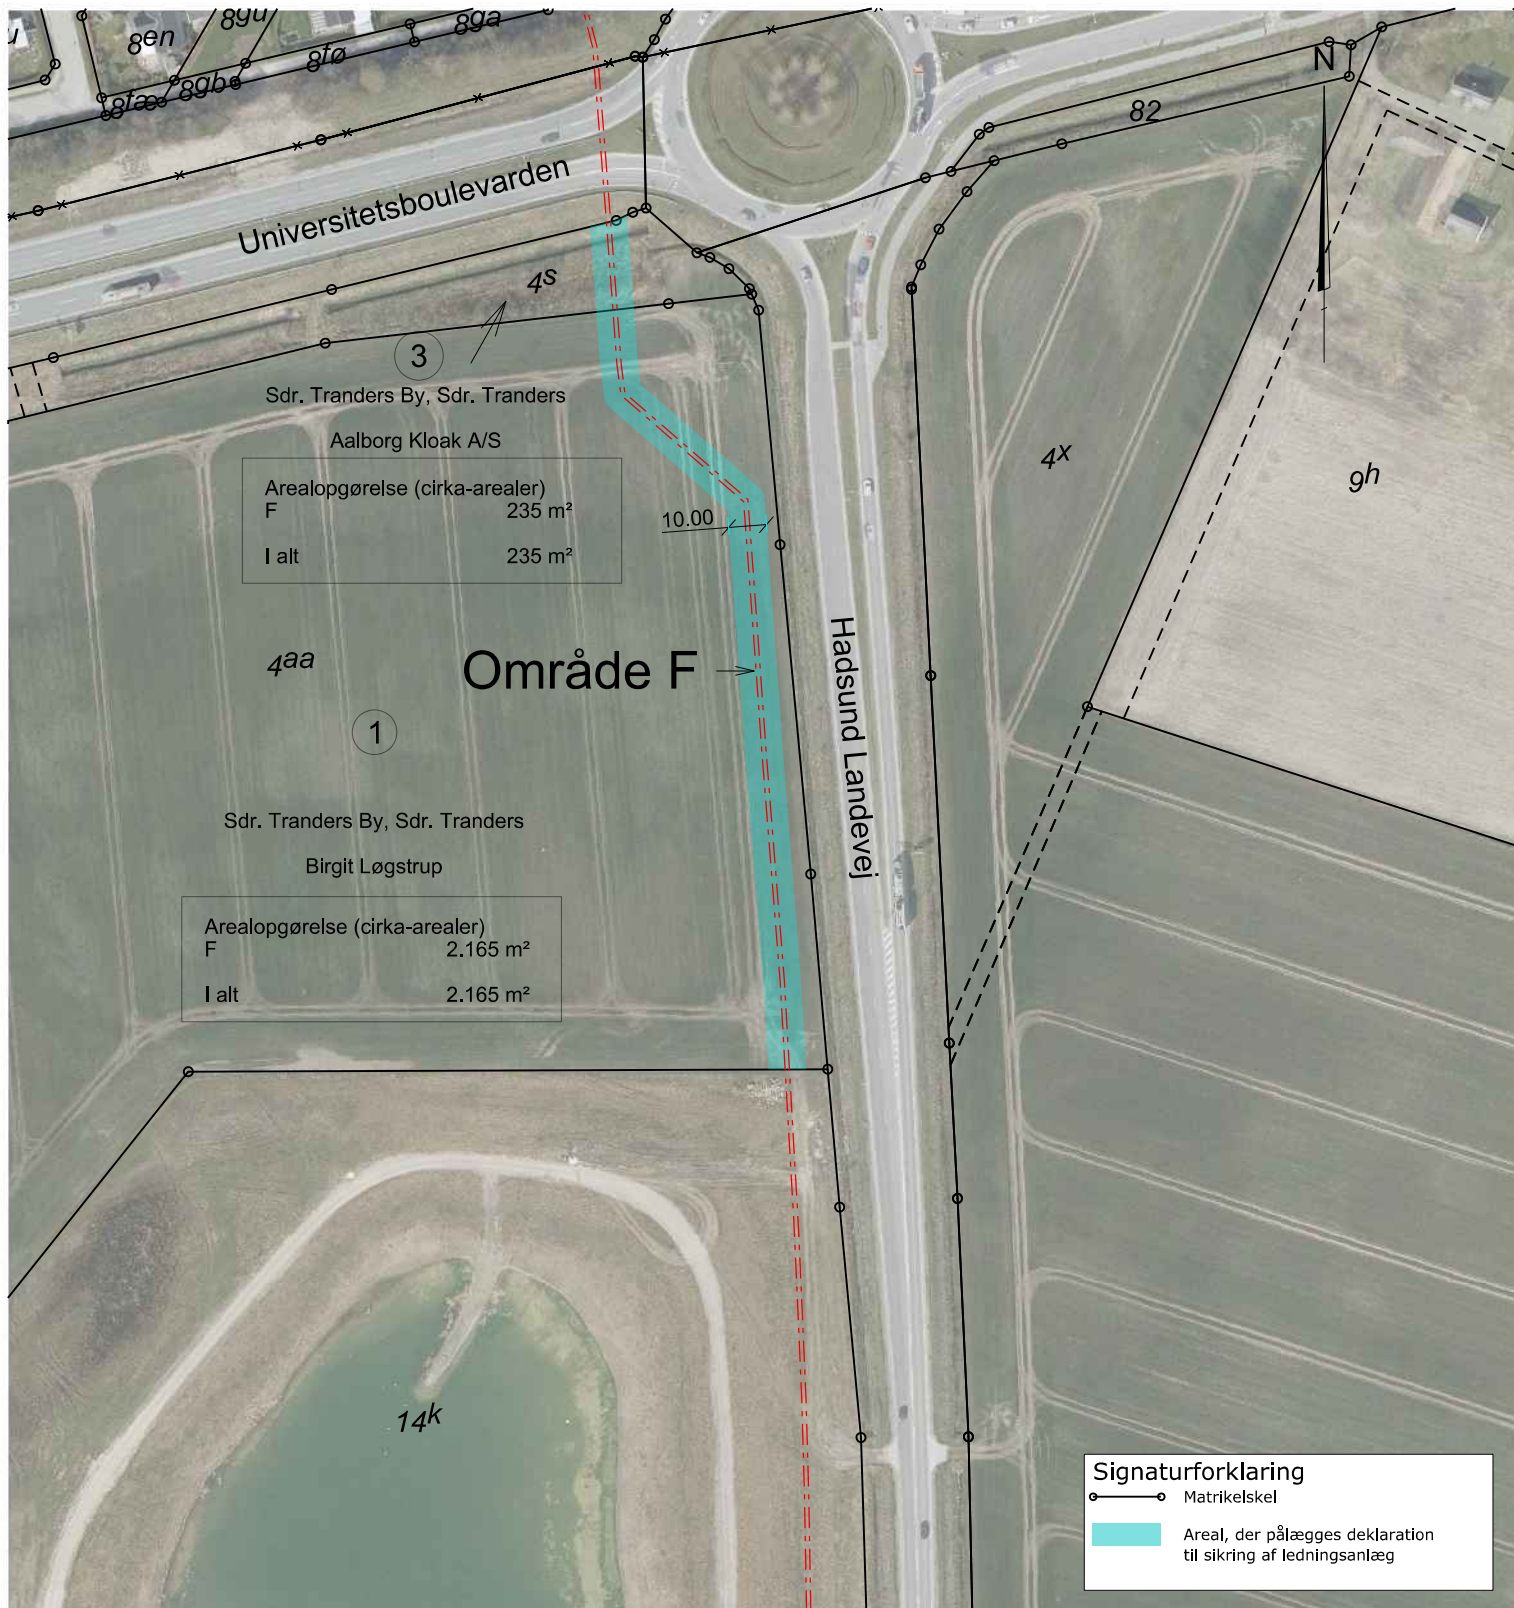 u
8en
8gu
8ga
8fø
8gb
8fæ
N
82
Universitetsboulevarden
4s
3
Sdr. Tranders By, Sdr. Tranders
Aalborg Kloak A/S
Arealopgørelse (cirka-arealer)
F 235 m²
I alt 235 m²
4x
9h
10.00
Hadsund Landevej
4aa
Område F
1
Sdr. Tranders By, Sdr. Tranders
Birgit Løgstrup
Arealopgørelse (cirka-arealer)
F 2.165 m²
I alt 2.165 m²
14k
Signaturforklaring
Matrikelskel
Areal, der pålægges deklaration
til sikring af ledningsanlæg